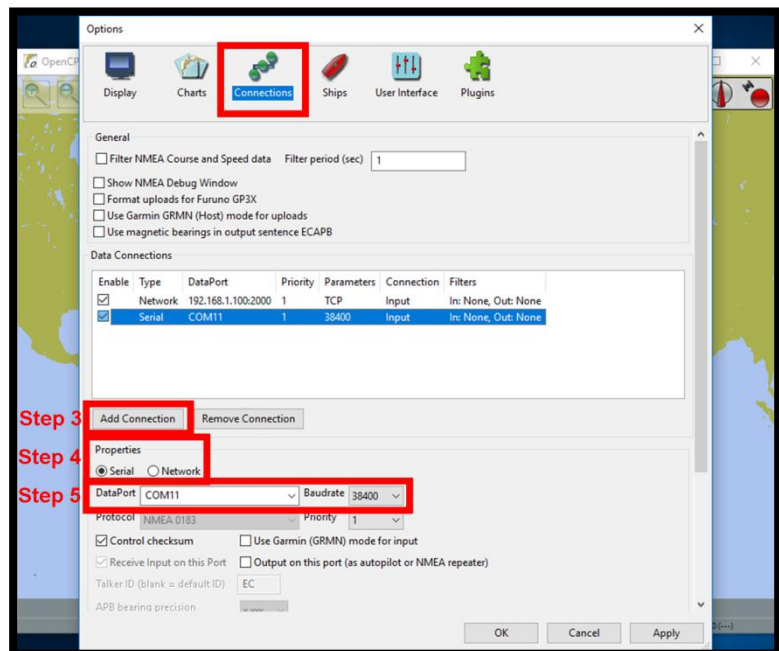 Options
OpenCP
Display Charts Connections Ships User Interface Plugins
General
Filter NMEA Course and Speed data Filter period (sec) 1
Show NMEA Debug Window
Format uploads for Furuno GP3X
Use Garmin GRMN (Host) mode for uploads
Use magnetic bearings in output sentence ECAPB
Data Connections
Enable Type DataPort Priority Parameters Connection Filters
Network 192.168.1.100:2000 1 TCP Input In: None, Out: None
Serial COM11 1 38400 Input In: None, Out: None
Step 3 Add Connection Remove Connection
Properties
Step 4
Serial Network
Step 5 DataPort COM11 Baudrate 38400
Protocol NMEA 0183 Priority 1
Control checksum Use Garmin (GRMN) mode for input
Receive Input on this Port Output on this port (as autopilot or NMEA repeater)
Talker ID (blank = default ID) EC
APB bearing precision x.xxx
OK Cancel Apply